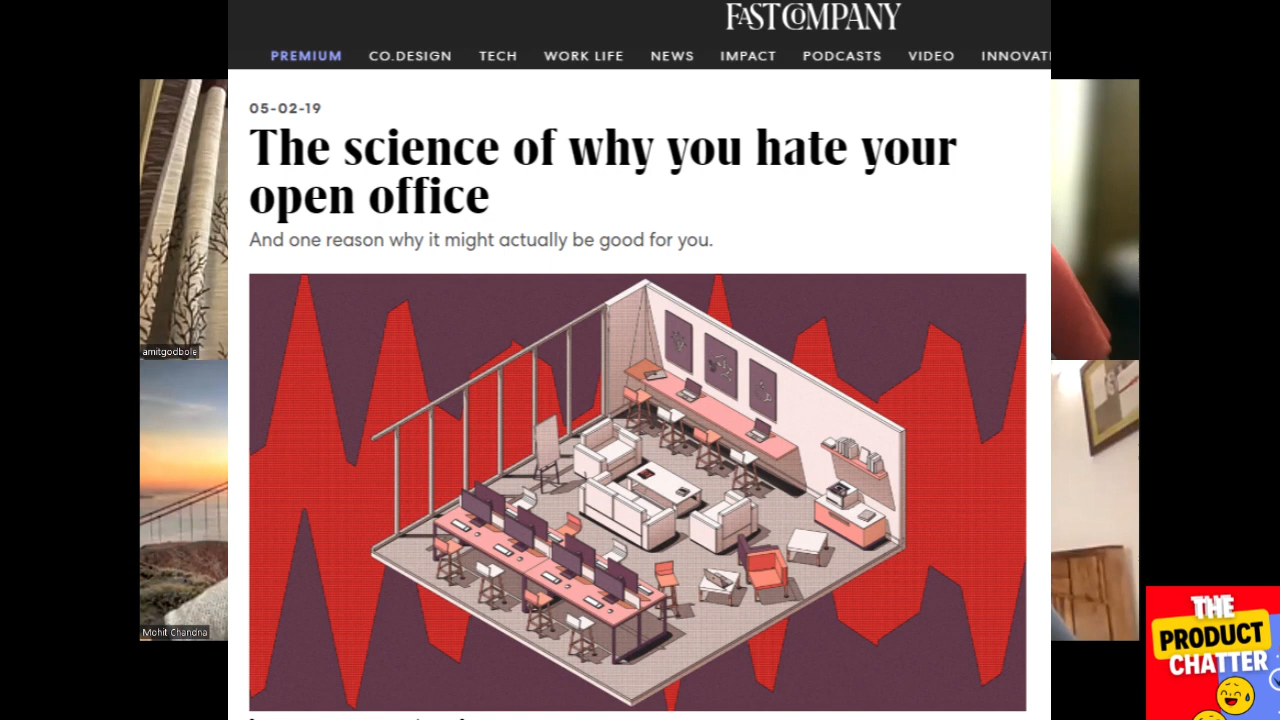 FAST COMPANY
PREMIUM CO.DESIGN TECH WORK LIFE NEWS IMPACT PODCASTS VIDEO INNOVATI
05-02-19
The science of why you hate your
open office
And one reason why it might actually be good for you.
amitgodbole
Mohit Chandna
THE
PRODUCT
CHATTER